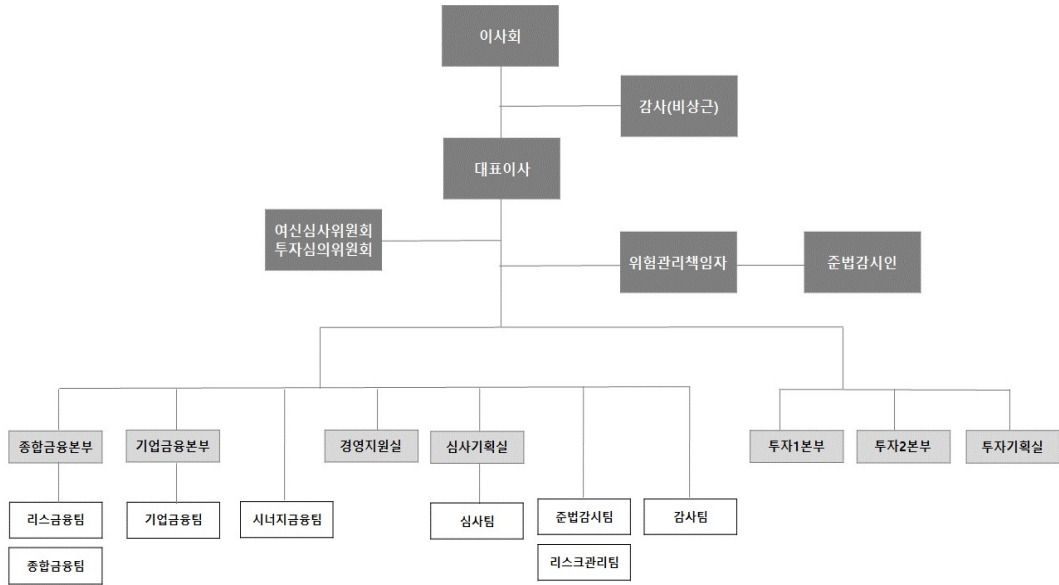 이사회
감사(비상근)
대표이사
여신심사위원회
투자심의위원회
위험관리책임자
준법감시인
종합금융본부
기업금융본부
경영지원실
심사기획실
투자1본부
투자2본부
투자기획실
리스금융팀
기업금융팀
시너지금융팀
심사팀
준법감시팀
감사팀
종합금융팀
리스크관리팀